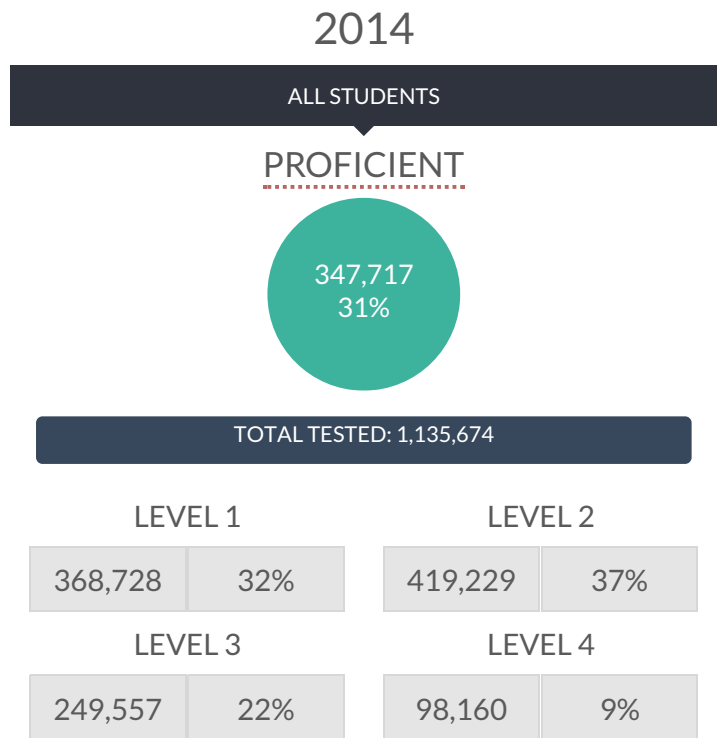 2014
ALL STUDENTS
PROFICIENT
347,717
31%
TOTAL TESTED: 1,135,674
LEVEL 1
368,728 32%
LEVEL 2
419,229 37%
LEVEL 3
249,557 22%
LEVEL 4
98,160 9%